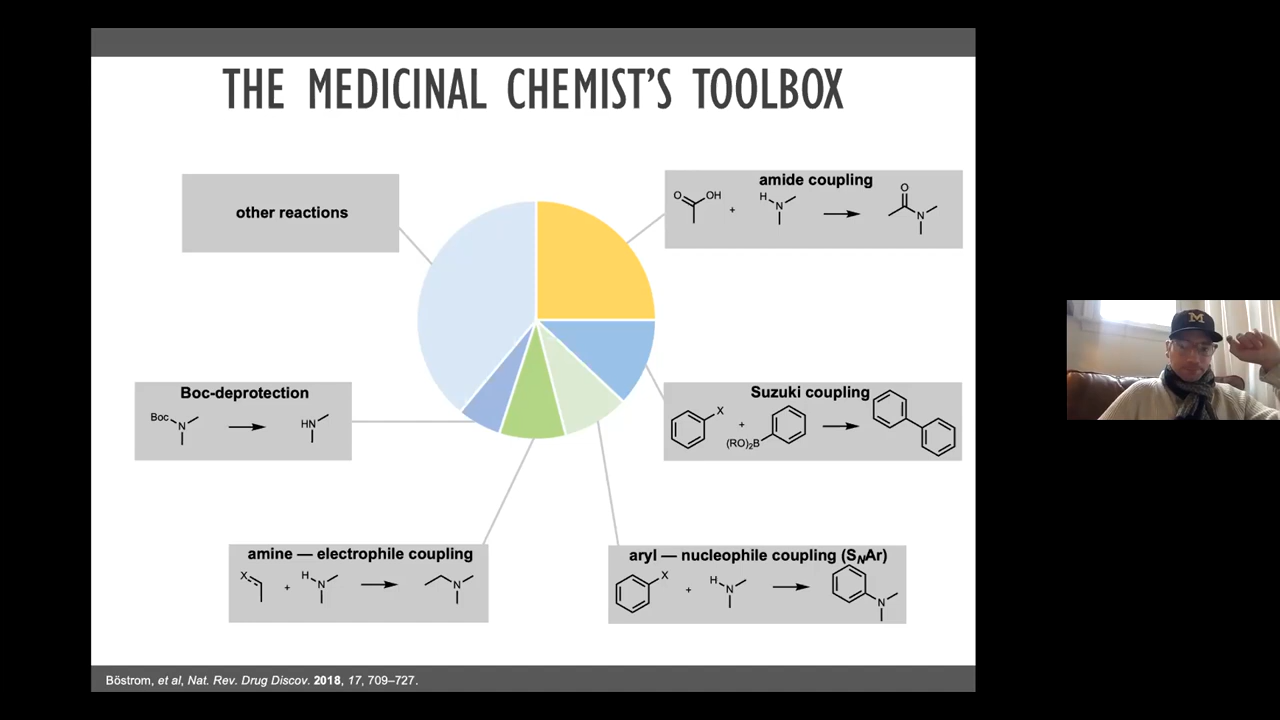 THE MEDICINAL CHEMIST'S TOOLBOX
other reactions
amide coupling
O
OH
+
H
N
O
N
Boc-deprotection
Boc
N
HN
Suzuki coupling
X
+
(RO)2B
amine — electrophile coupling
X
+
H
N
N
aryl — nucleophile coupling (SNAr)
X
+
H
N
N
Böstrom, et al, Nat. Rev. Drug Discov. 2018, 17, 709–727.
M